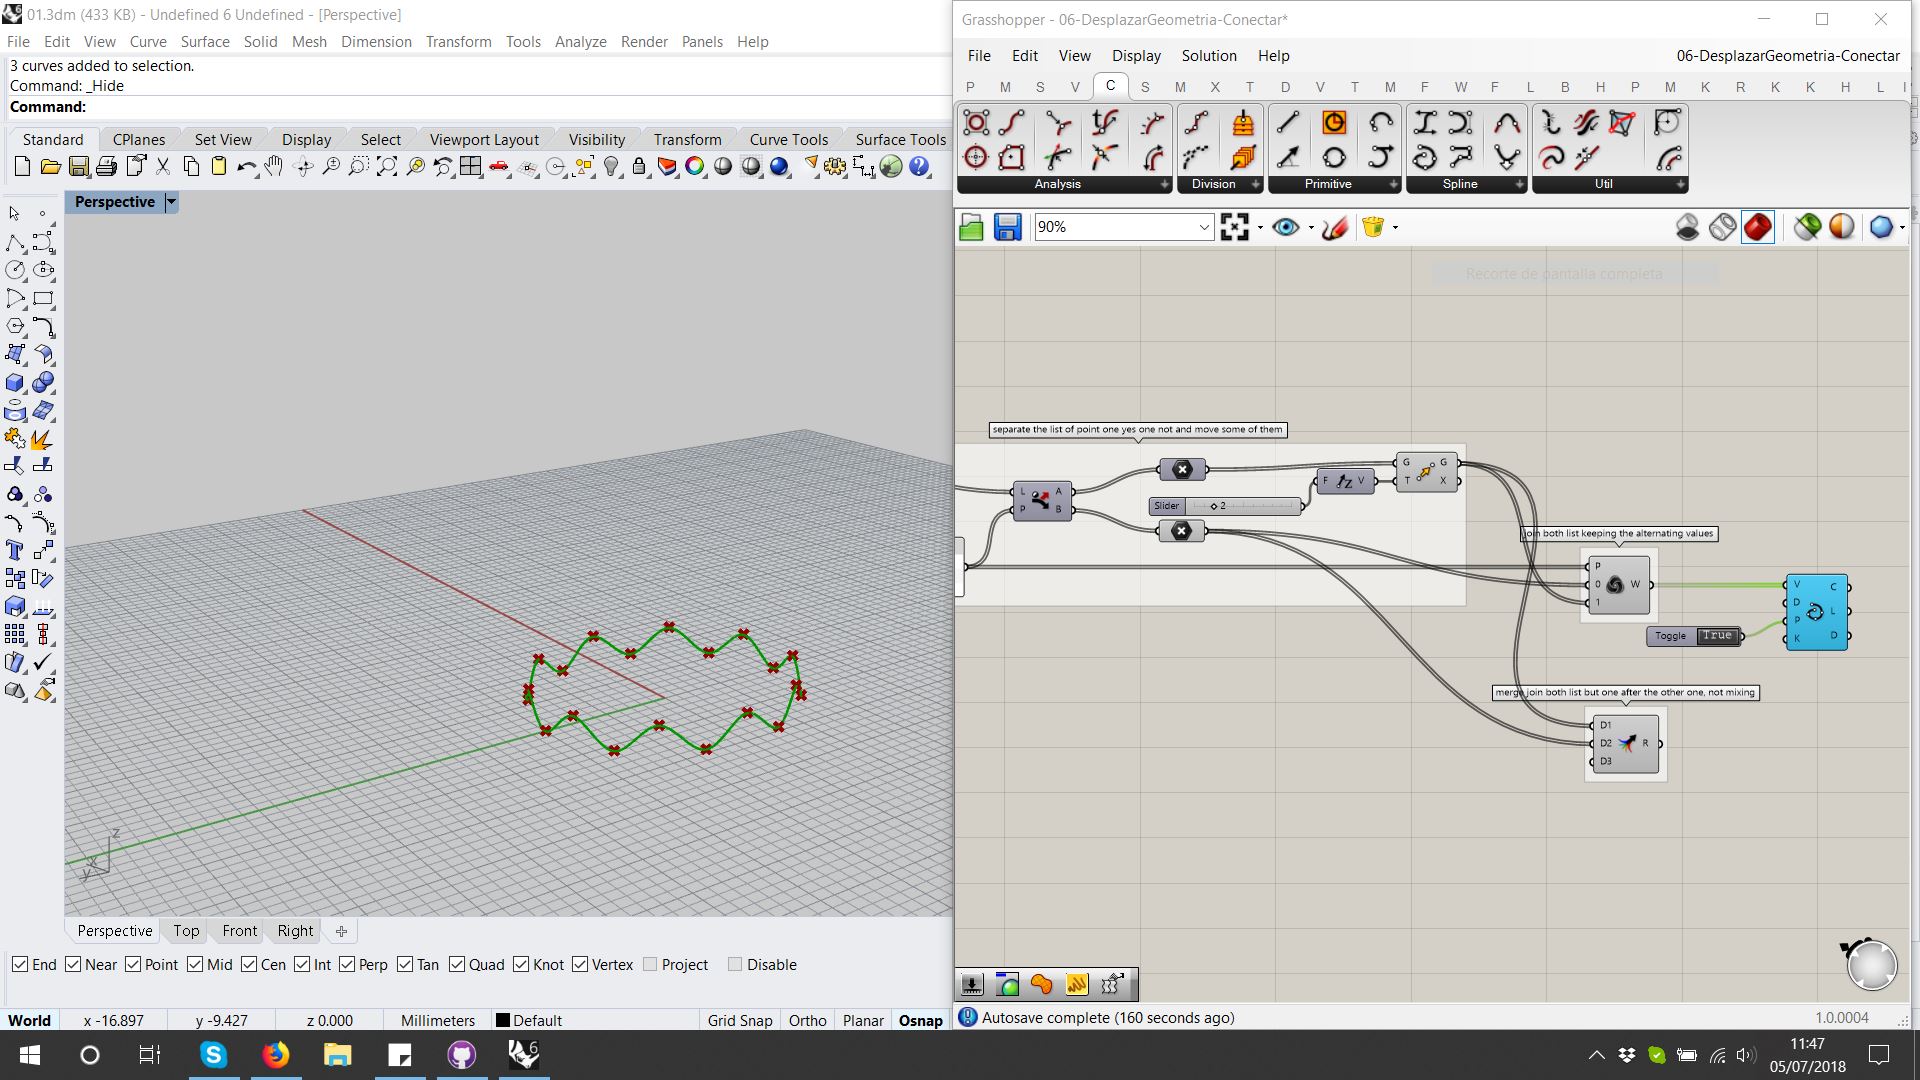 01.3dm (433 KB) - Undefined 6 Undefined - [Perspective]
File Edit View Curve Surface Solid Mesh Dimension Transform Tools Analyze Render Panels Help
3 curves added to selection.
Command: _Hide
Command:
Standard CPlanes Set View Display Select Viewport Layout Visibility Transform Curve Tools Surface Tools
Perspective
z
x
y
Perspective Top Front Right
End Near Point Mid Cen Int Perp Tan Quad Knot Vertex Project Disable
World x -16.897 y -9.427 z 0.000 Millimeters Default Grid Snap Ortho Planar Osnap
Grasshopper - 06-DesplazarGeometria-Conectar*
File Edit View Display Solution Help 06-DesplazarGeometria-Conectar
P M S V C S M X T D V T M F W F L B H P M K R K K H L I
Analysis Division Primitive Spline Util
90%
Recorte de pantalla completa
separate the list of point one yes one not and move some of them
L A
P B
Slider 2
F V
G G
T X
join both list keeping the alternating values
P
0 W
1
Toggle True
V C
D L
P
K D
merge join both list but one after the other one, not mixing
D1
D2 R
D3
Autosave complete (160 seconds ago) 1.0.0004
6
11:47
05/07/2018